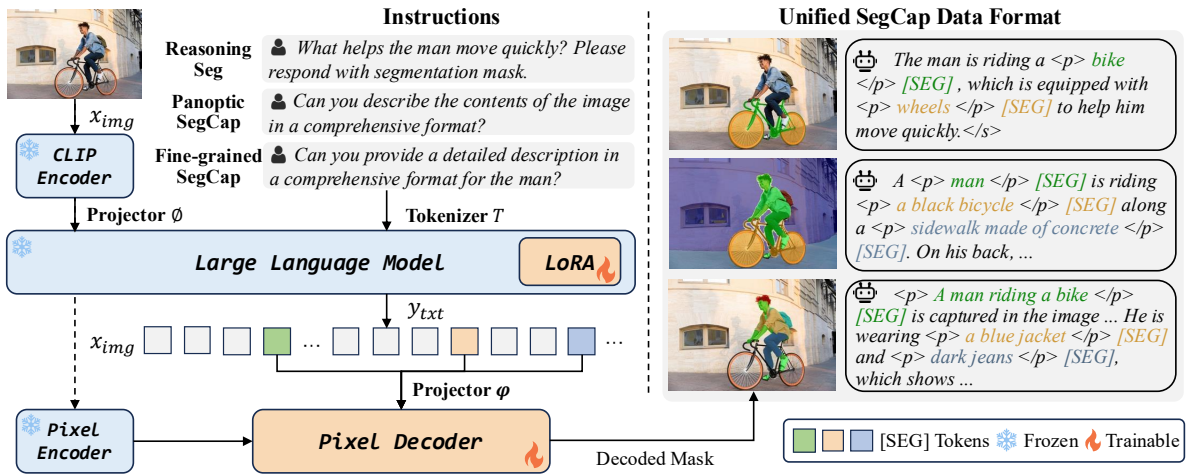 Instructions
Reasoning
Seg
What helps the man move quickly? Please
respond with segmentation mask.
Panoptic
SegCap
Can you describe the contents of the image
in a comprehensive format?
Fine-grained
SegCap
Can you provide a detailed description in
a comprehensive format for the man?
x_img
CLIP
Encoder
Projector ∅
Tokenizer T
Large Language Model
LoRA
y_txt
x_img
... ... ...
Projector φ
Pixel
Encoder
Pixel Decoder
Decoded Mask
Unified SegCap Data Format
The man is riding a <p> bike
</p> [SEG] , which is equipped with
<p> wheels </p> [SEG] to help him
move quickly.</s>
A <p> man </p> [SEG] is riding
<p> a black bicycle </p> [SEG] along
a <p> sidewalk made of concrete </p>
[SEG]. On his back, ...
<p> A man riding a bike </p>
[SEG] is captured in the image ... He is
wearing <p> a blue jacket </p> [SEG]
and <p> dark jeans </p> [SEG],
which shows ...
[SEG] Tokens
Frozen
Trainable